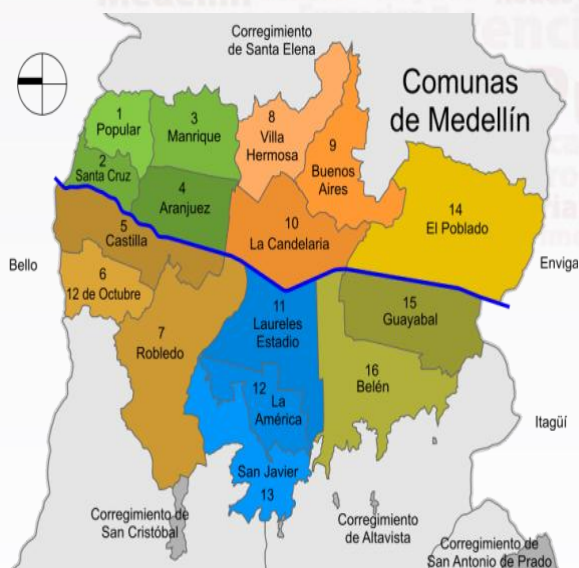 Corregimiento
de Santa Elena
Comunas
de Medellín
1
Popular
3
Manrique
8
Villa
Hermosa
9
Buenos
Aires
2
Santa Cruz
4
Aranjuez
14
El Poblado
10
La Candelaria
5
Castilla
Bello
Enviga
6
12 de Octubre
11
Laureles
Estadio
15
Guayabal
7
Robledo
16
Belén
12
La
América
Itagüí
San Javier
13
Corregimiento de
San Cristóbal
Corregimiento
de Altavista
Corregimiento de
San Antonio de Prado